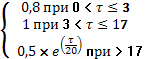 0,8 при 0 < τ ≤ 3
1 при 3 < τ ≤ 17
0,5 × e^(τ/20) при > 17